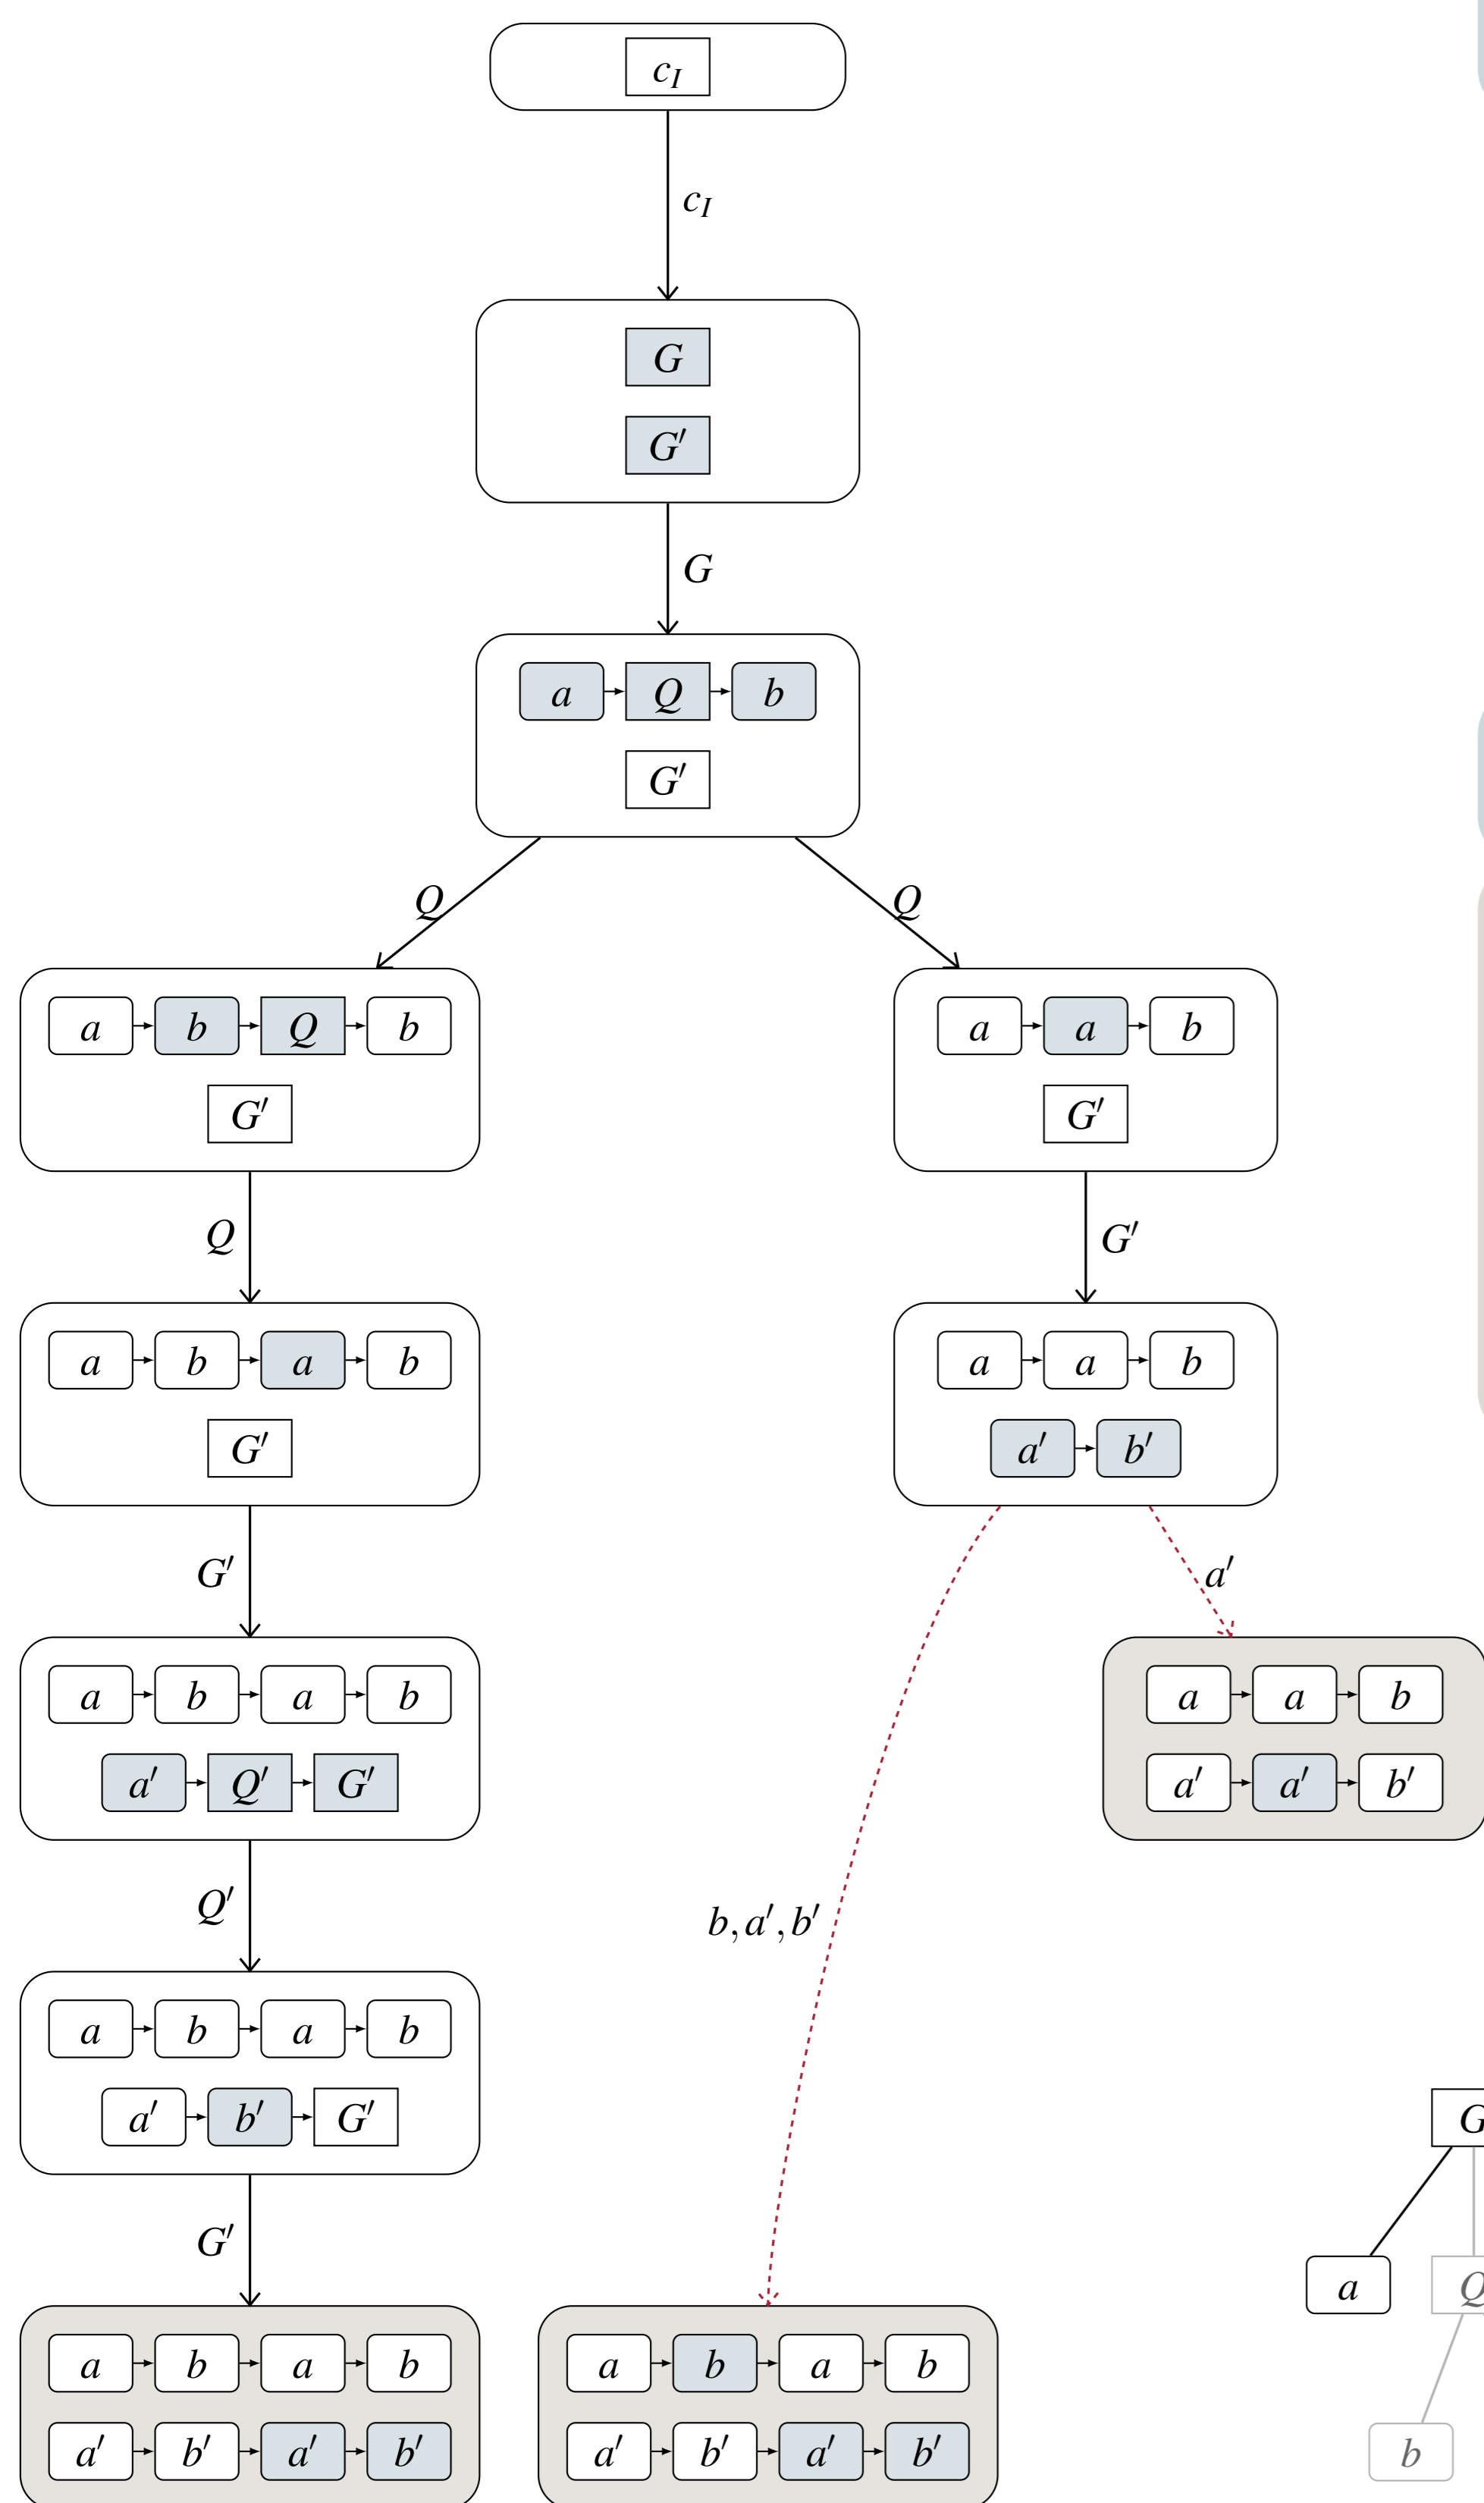 c_I
c_I
G
G′
G
a Q b
G′
Q Q
a b Q b
G′
a a b
G′
Q
G′
a b a b
G′
a a b
a′ b′
G′
a′
a b a b
a′ Q′ G′
a a b
a′ a′ b′
Q′
b, a′, b′
a b a b
a′ b′ G′
G
G′
a Q
a b a b
a′ b′ a′ b′
a b a b
a′ b′ a′ b′
b